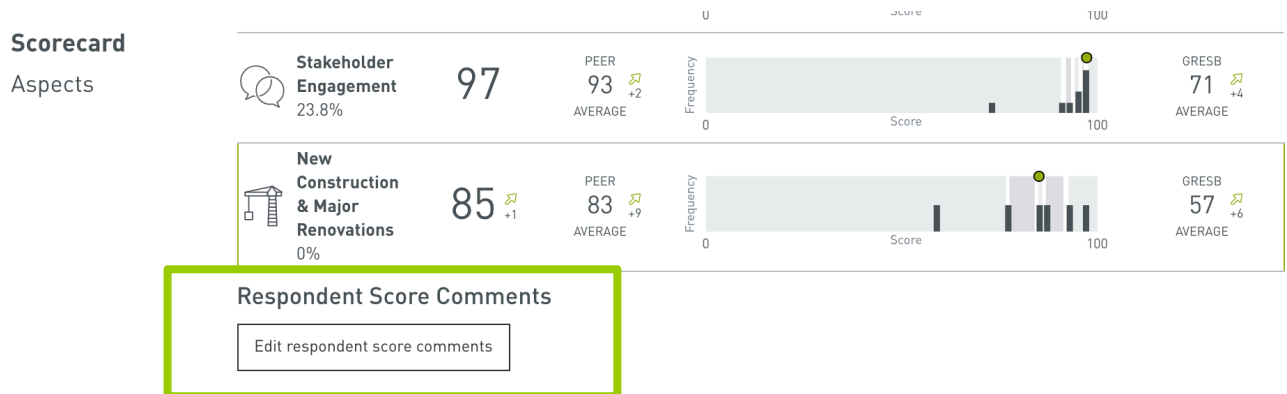 0 Score 100
Scorecard
Aspects
Stakeholder
Engagement
23.8%
97
PEER
93 +2
AVERAGE
Frequency
0 Score 100
GRESB
71 +4
AVERAGE
New
Construction
& Major
Renovations
0%
85 +1
PEER
83 +9
AVERAGE
Frequency
0 Score 100
GRESB
57 +6
AVERAGE
Respondent Score Comments
Edit respondent score comments